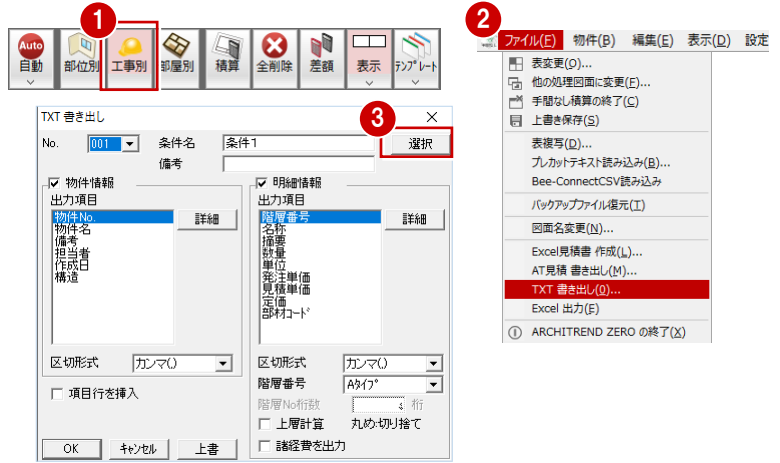 1
Auto
自動
部位別
工事別
部屋別
積算
全削除
差額
表示
ﾃﾝﾌﾟﾚｰﾄ
2
ファイル(F) 物件(B) 編集(E) 表示(D) 設定
表変更(O)...
他の処理図面に変更(F)...
手間なし積算の終了(C)
上書き保存(S)
表複写(D)...
プレカットテキスト読み込み(B)...
Bee-ConnectCSV読み込み
バックアップファイル復元(T)
図面名変更(N)...
Excel見積書 作成(L)...
AT見積 書き出し(M)...
TXT 書き出し(0)...
Excel 出力(E)
ARCHITREND ZERO の終了(X)
TXT 書き出し
3
No. 001 条件名 条件1 選択
備考
物件情報
出力項目
物件No.
物件名
備考
担当者
作成日
構造
詳細
区切形式 カンマ(,)
項目行を挿入
OK ｷｬﾝｾﾙ 上書
明細情報
出力項目
階層番号
名称
摘要
数量
単位
発注単価
見積単価
定価
部材ｺｰﾄﾞ
詳細
区切形式 カンマ(,)
階層番号 Aﾀｲﾌﾟ
階層No桁数 4 桁
上層計算 丸め:切り捨て
諸経費を出力